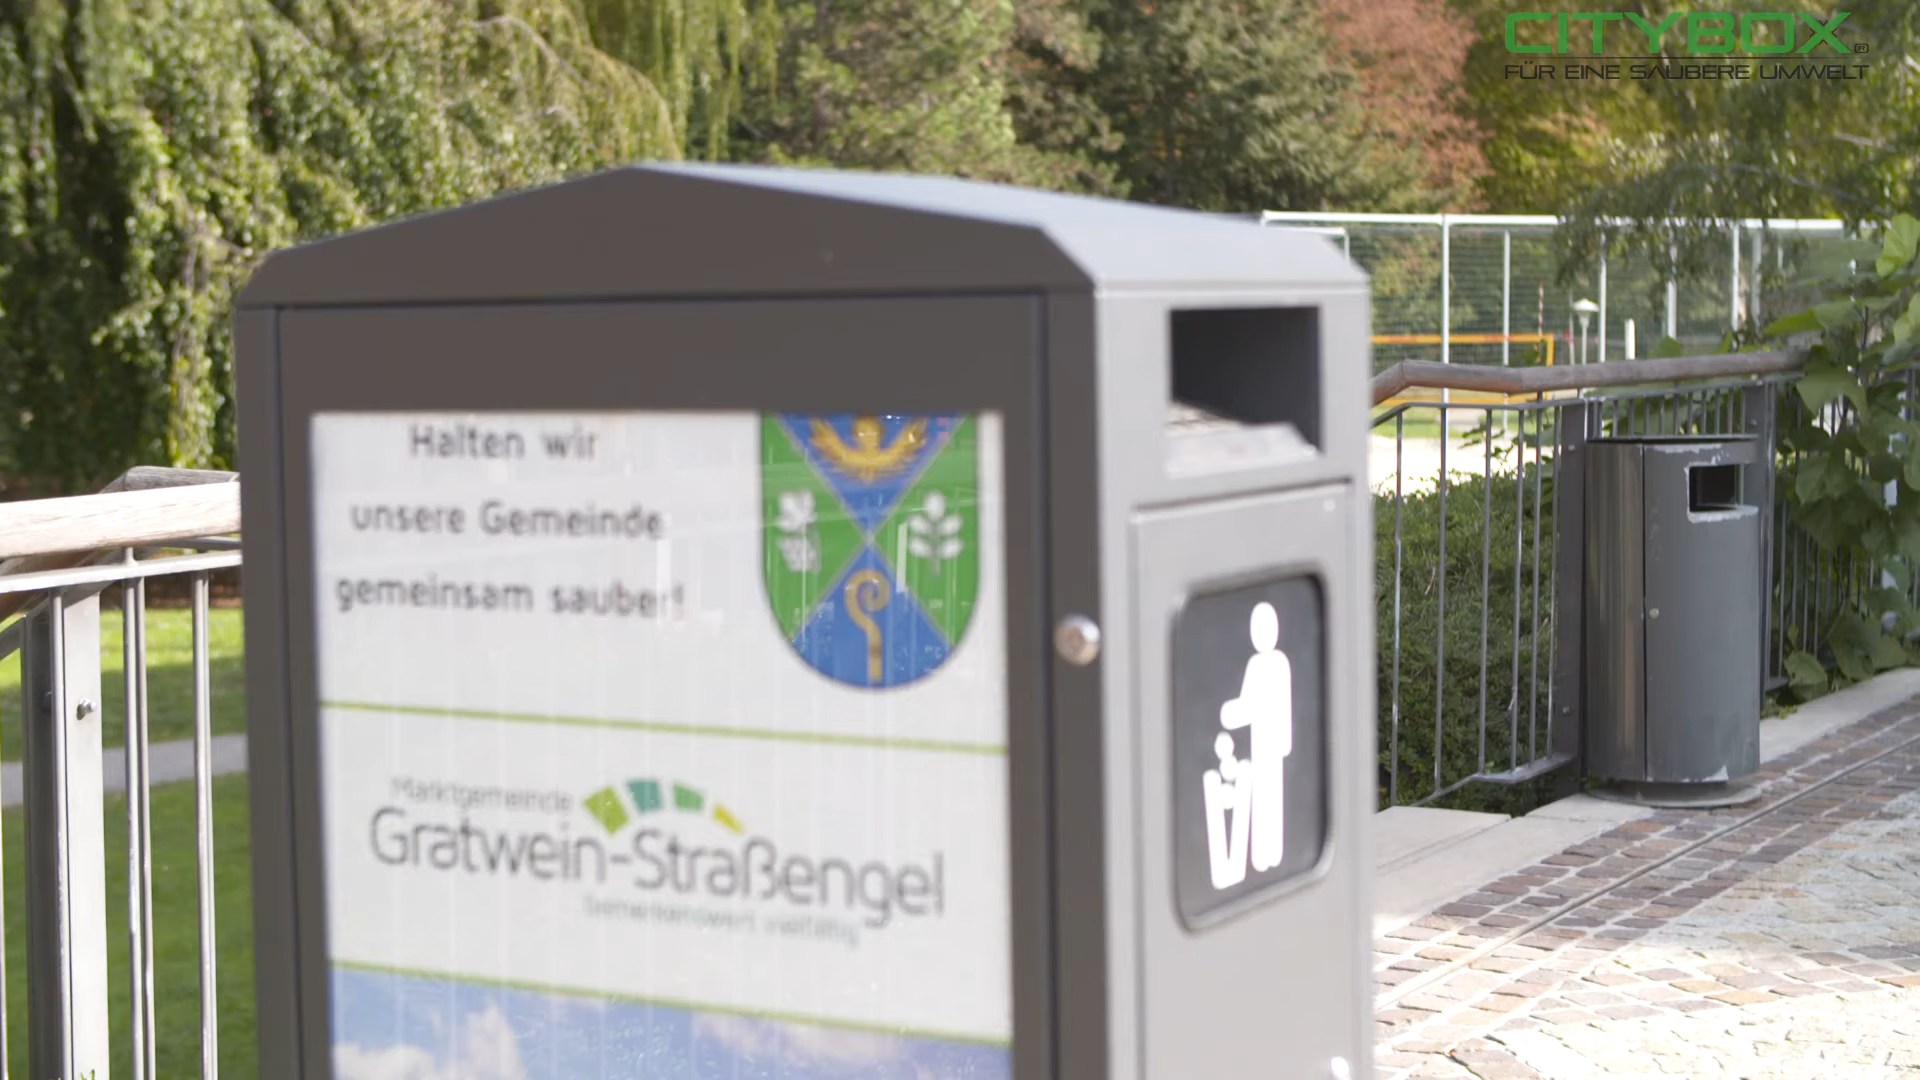 CITYBOX®
FÜR EINE SAUBERE UMWELT
Halten wir
unsere Gemeinde
gemeinsam sauber!
Marktgemeinde
Gratwein-Straßengel